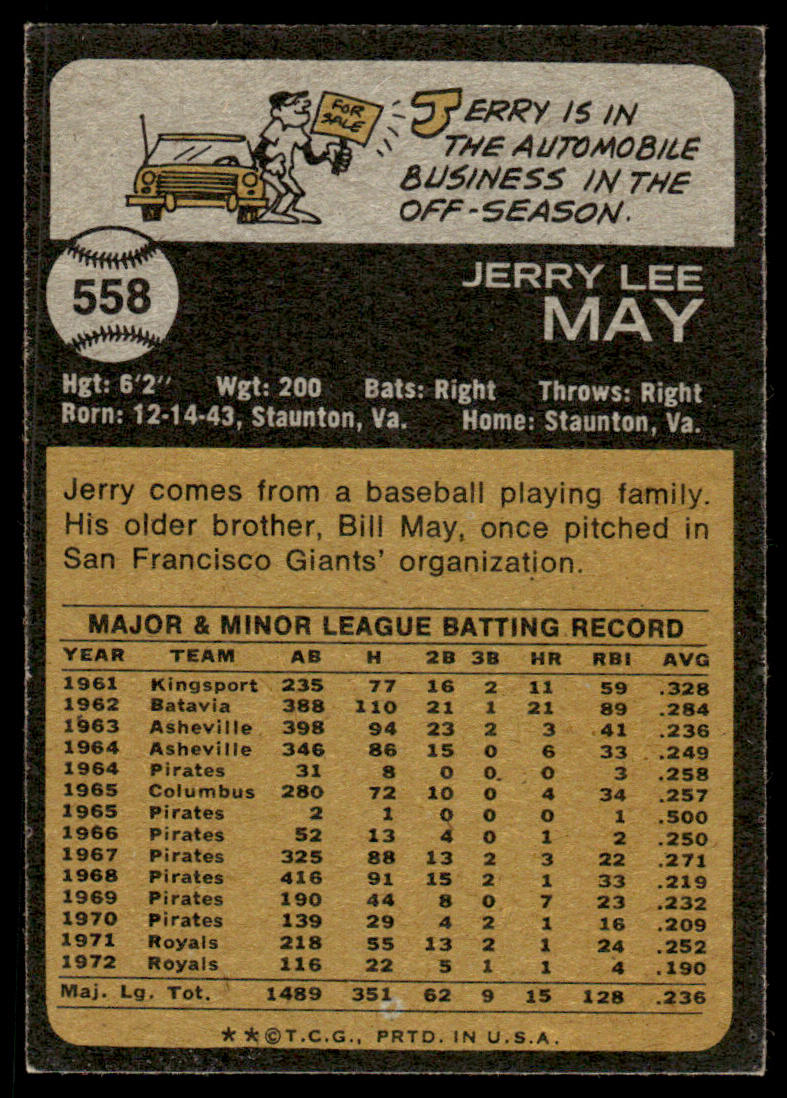 FOR SALE
JERRY IS IN
THE AUTOMOBILE
BUSINESS IN THE
OFF-SEASON.
558
JERRY LEE
MAY
Hgt: 6'2" Wgt: 200 Bats: Right Throws: Right
Born: 12-14-43, Staunton, Va. Home: Staunton, Va.
Jerry comes from a baseball playing family.
His older brother, Bill May, once pitched in
San Francisco Giants' organization.
MAJOR & MINOR LEAGUE BATTING RECORD
YEAR TEAM AB H 2B 3B HR RBI AVG
1961 Kingsport 235 77 16 2 11 59 .328
1962 Batavia 388 110 21 1 21 89 .284
1963 Asheville 398 94 23 2 3 41 .236
1964 Asheville 346 86 15 0 6 33 .249
1964 Pirates 31 8 0 0 0 3 .258
1965 Columbus 280 72 10 0 4 34 .257
1965 Pirates 2 1 0 0 0 1 .500
1966 Pirates 52 13 4 0 1 2 .250
1967 Pirates 325 88 13 2 3 22 .271
1968 Pirates 416 91 15 2 1 33 .219
1969 Pirates 190 44 8 0 7 23 .232
1970 Pirates 139 29 4 2 1 16 .209
1971 Royals 218 55 13 2 1 24 .252
1972 Royals 116 22 5 1 1 4 .190
Maj. Lg. Tot. 1489 351 62 9 15 128 .236
**©T.C.G., PRTD. IN U.S.A.